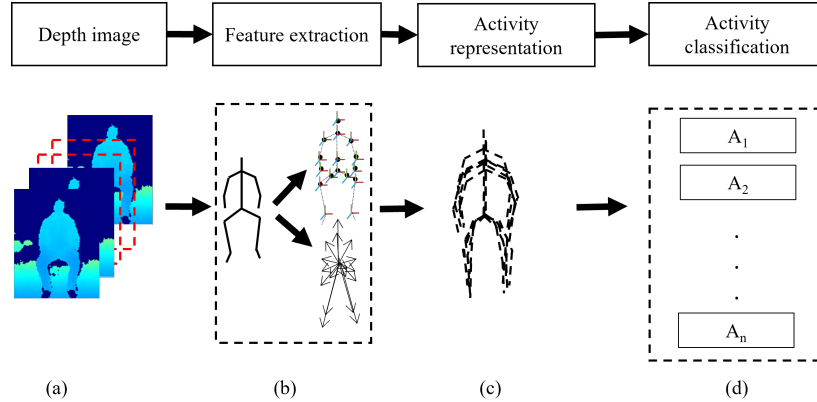 Depth image
Feature extraction
Activity
representation
Activity
classification
A1
A2
.
.
.
An
(a)
(b)
(c)
(d)